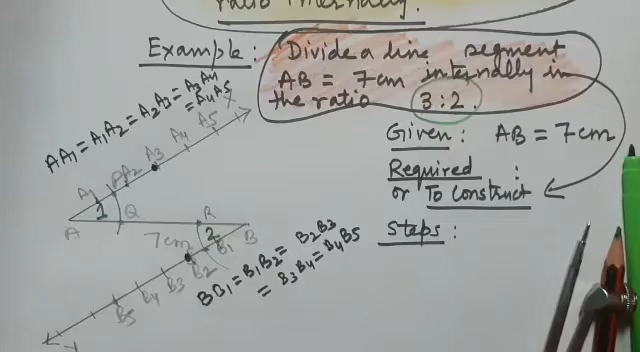 ratio internally.
Example: Divide a line segment
AB = 7cm internally in
the ratio 3:2.
AA1 = A1A2 = A2A3 = A3A4
= A4A5
Given: AB = 7cm
Required :
or To Construct
Steps :
A1 P A2 A3 A4 A5 X
1
A Q R B
7cm 2
B1
B2
B3
B4
B5
Y
BB1 = B1B2 = B2B3
= B3B4 = B4B5